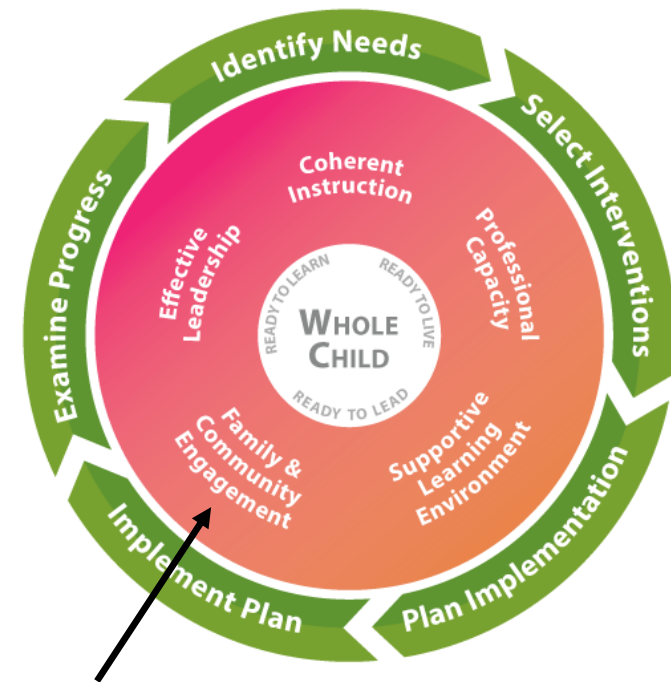 Identify Needs
Select Interventions
Plan Implementation
Implement Plan
Examine Progress
Coherent
Instruction
Professional
Capacity
Supportive
Learning
Environment
Family &
Community
Engagement
Effective
Leadership
READY TO LEARN
READY TO LIVE
READY TO LEAD
WHOLE
CHILD